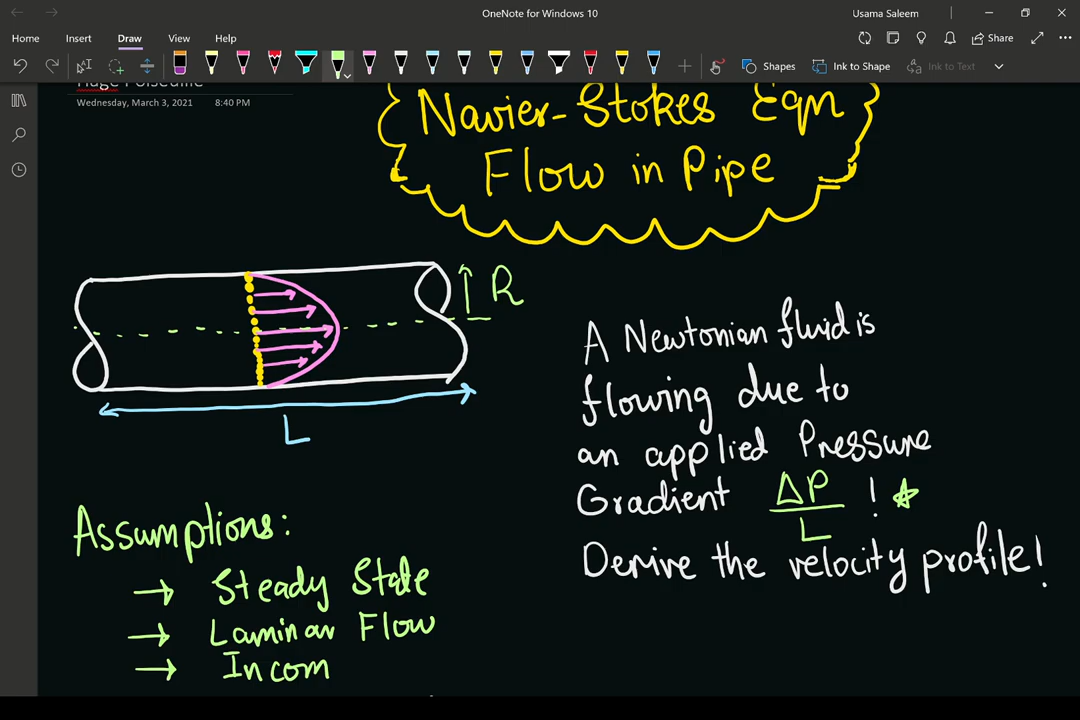 OneNote for Windows 10
Usama Saleem
Home Insert Draw View Help
Share
Shapes
Ink to Shape
Ink to Text
Wednesday, March 3, 2021 8:40 PM
Navier-Stokes Eqn
Flow in Pipe
R
L
A Newtonian fluid is
flowing due to
an applied Pressure
Gradient ΔP/L !
Derive the velocity profile!
Assumptions:
→ Steady State
→ Laminar Flow
→ Incom